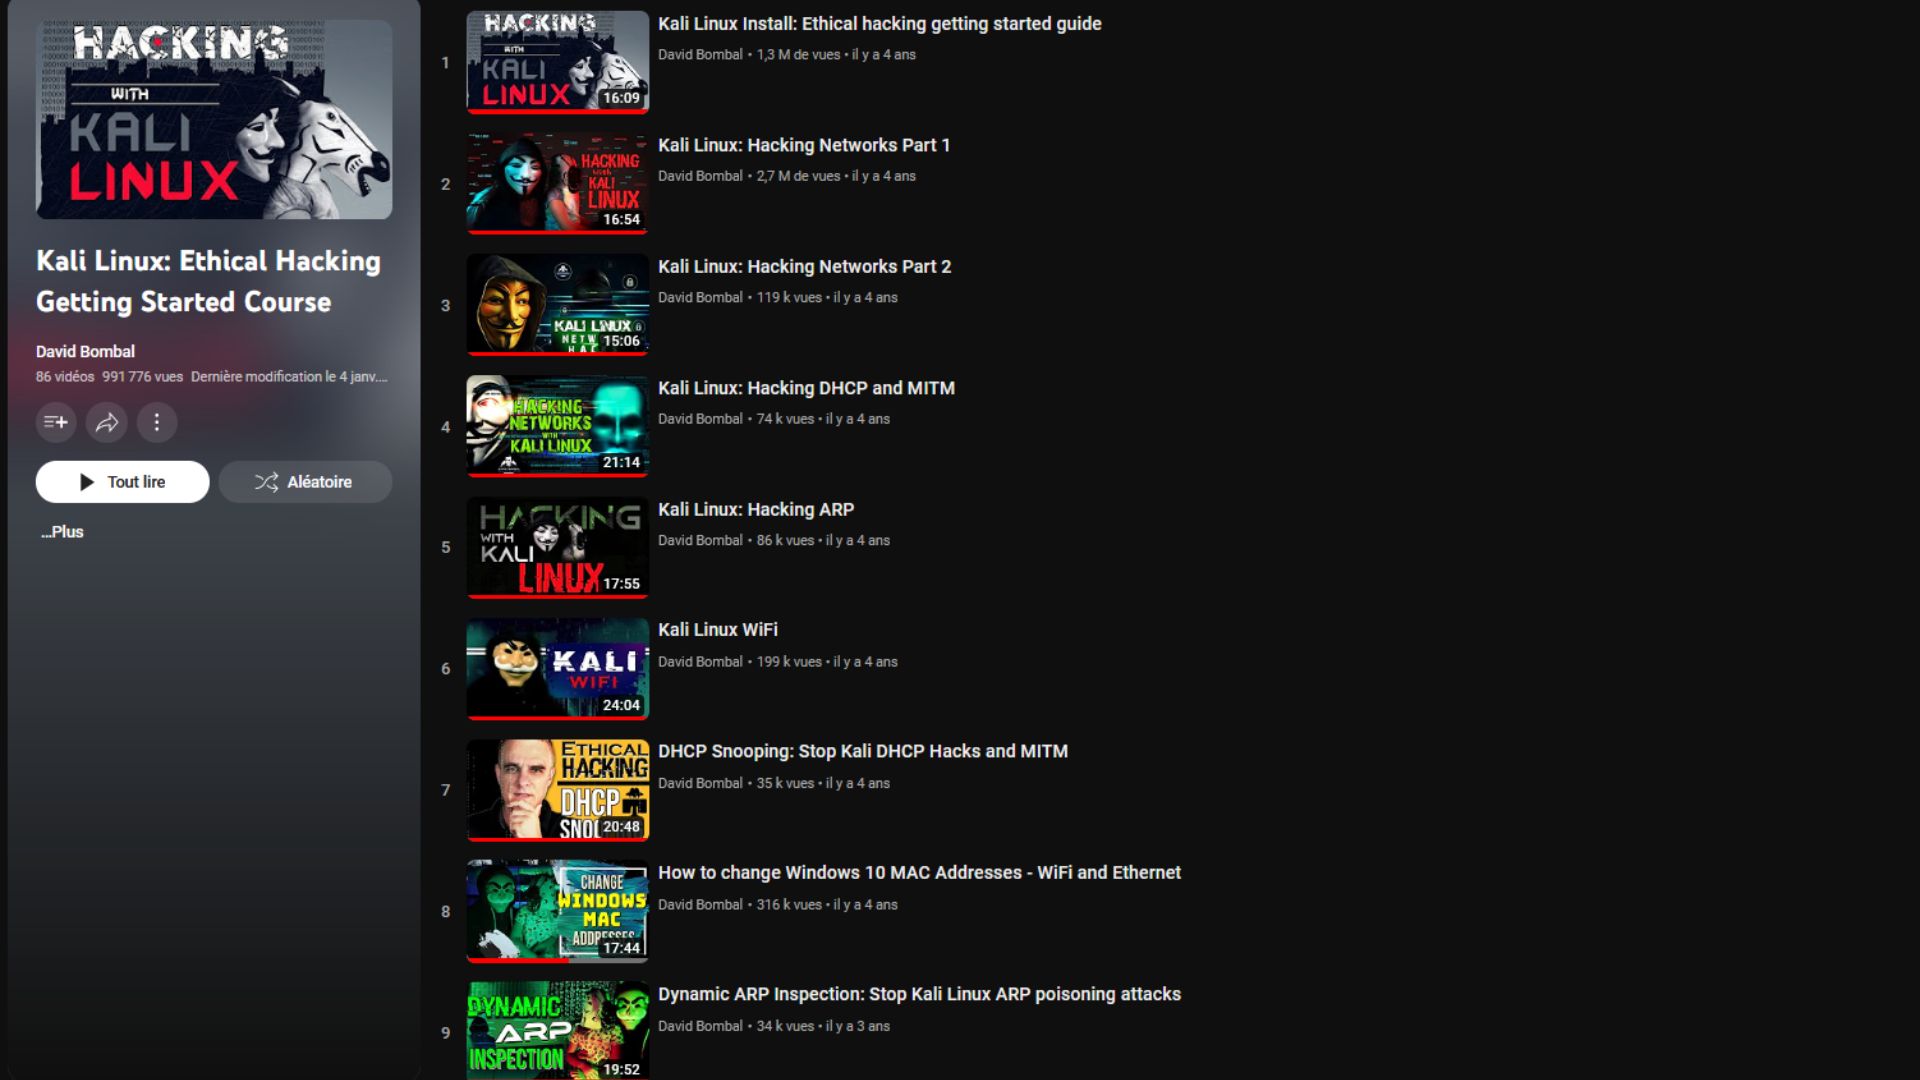 HACKING
WITH
KALI
LINUX
Kali Linux: Ethical Hacking
Getting Started Course
David Bombal
86 vidéos 991 776 vues Dernière modification le 4 janv....
Tout lire
Aléatoire
...Plus
1
HACKING
WITH
KALI
LINUX
16:09
Kali Linux Install: Ethical hacking getting started guide
David Bombal • 1,3 M de vues • il y a 4 ans
2
HACKING
with
KALI
LINUX
16:54
Kali Linux: Hacking Networks Part 1
David Bombal • 2,7 M de vues • il y a 4 ans
3
KALI LINUX
NETW
HAC
15:06
Kali Linux: Hacking Networks Part 2
David Bombal • 119 k vues • il y a 4 ans
4
HACKING
NETWORKS
WITH
KALI LINUX
21:14
Kali Linux: Hacking DHCP and MITM
David Bombal • 74 k vues • il y a 4 ans
5
HACKING
WITH
KALI
LINUX
17:55
Kali Linux: Hacking ARP
David Bombal • 86 k vues • il y a 4 ans
6
KALI
WIFI
24:04
Kali Linux WiFi
David Bombal • 199 k vues • il y a 4 ans
7
ETHICAL
HACKING
DHCP
SNOO
20:48
DHCP Snooping: Stop Kali DHCP Hacks and MITM
David Bombal • 35 k vues • il y a 4 ans
8
CHANGE
WINDOWS
MAC
ADDRESSES
17:44
How to change Windows 10 MAC Addresses - WiFi and Ethernet
David Bombal • 316 k vues • il y a 4 ans
9
DYNAMIC
ARP
INSPECTION
19:52
Dynamic ARP Inspection: Stop Kali Linux ARP poisoning attacks
David Bombal • 34 k vues • il y a 3 ans